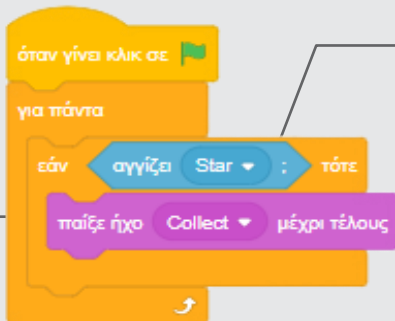 όταν γίνει κλικ σε
για πάντα
εάν αγγίζει Star ; τότε
παίξε ήχο Collect μέχρι τέλους